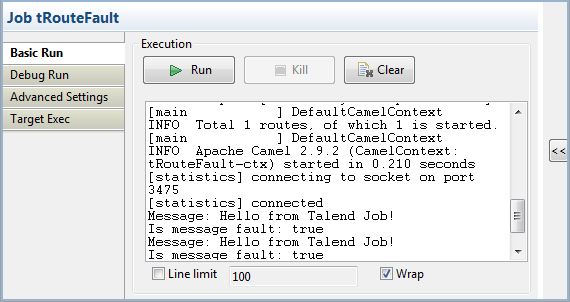 Job tRouteFault
Basic Run
Debug Run
Advanced Settings
Target Exec
Execution
Run
Kill
Clear
[main ] DefaultCamelContext
INFO Total 1 routes, of which 1 is started.
[main ] DefaultCamelContext
INFO Apache Camel 2.9.2 (CamelContext:
tRouteFault-ctx) started in 0.210 seconds
[statistics] connecting to socket on port
3475
[statistics] connected
Message: Hello from Talend Job!
Is message fault: true
Message: Hello from Talend Job!
Is message fault: true
Line limit
100
Wrap
<<